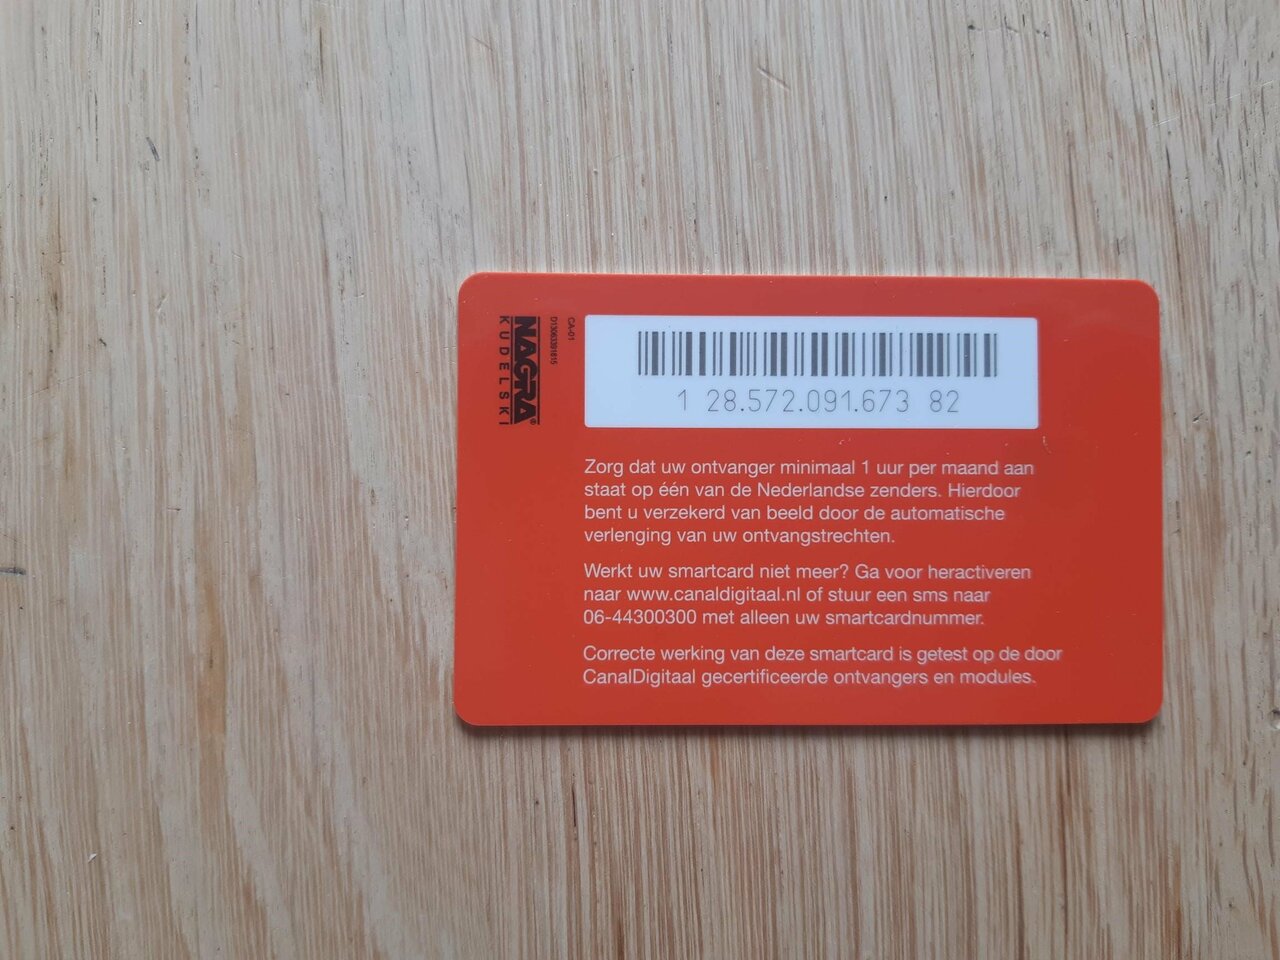 CA-01
D13063391815
NAGRA®
KUDELSKI
1 28.572.091.673 82
Zorg dat uw ontvanger minimaal 1 uur per maand aan
staat op één van de Nederlandse zenders. Hierdoor
bent u verzekerd van beeld door de automatische
verlenging van uw ontvangstrechten.
Werkt uw smartcard niet meer? Ga voor heractiveren
naar www.canaldigitaal.nl of stuur een sms naar
06-44300300 met alleen uw smartcardnummer.
Correcte werking van deze smartcard is getest op de door
CanalDigitaal gecertificeerde ontvangers en modules.